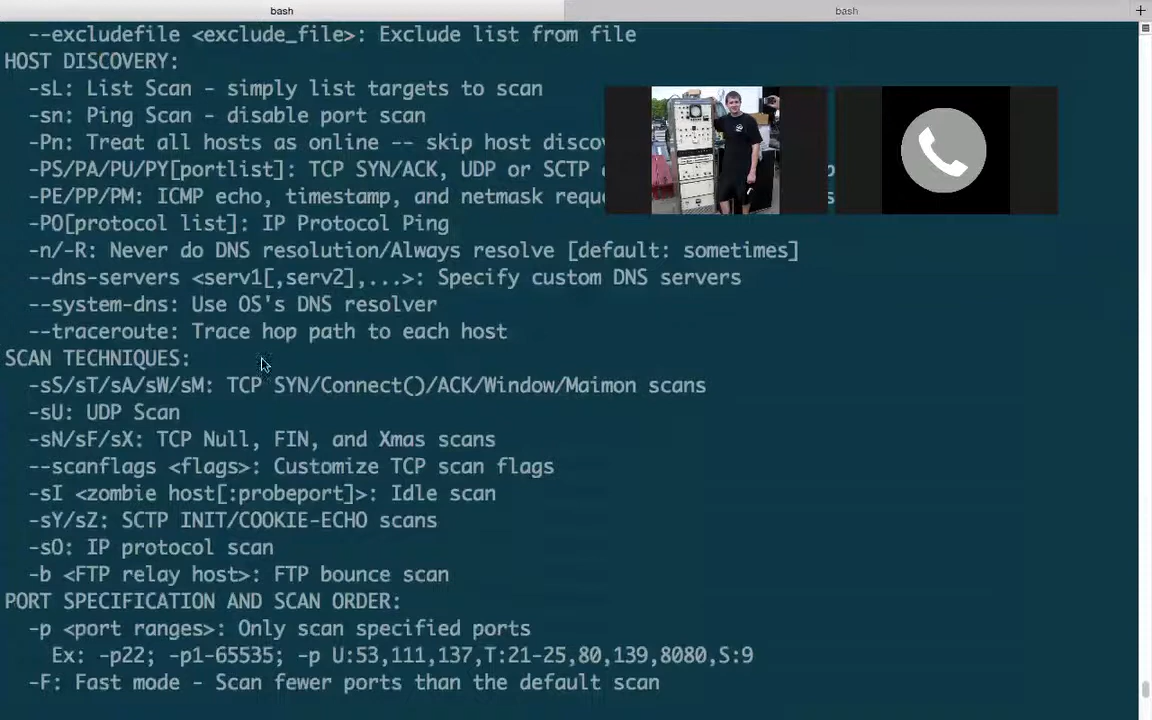 bash
bash
+
--excludefile <exclude_file>: Exclude list from file
HOST DISCOVERY:
-sL: List Scan - simply list targets to scan
-sn: Ping Scan - disable port scan
-Pn: Treat all hosts as online -- skip host disco
-PS/PA/PU/PY[portlist]: TCP SYN/ACK, UDP or SCTP
-PE/PP/PM: ICMP echo, timestamp, and netmask requ
-PO[protocol list]: IP Protocol Ping
-n/-R: Never do DNS resolution/Always resolve [default: sometimes]
--dns-servers <serv1[,serv2],...>: Specify custom DNS servers
--system-dns: Use OS's DNS resolver
--traceroute: Trace hop path to each host
SCAN TECHNIQUES:
-sS/sT/sA/sW/sM: TCP SYN/Connect()/ACK/Window/Maimon scans
-sU: UDP Scan
-sN/sF/sX: TCP Null, FIN, and Xmas scans
--scanflags <flags>: Customize TCP scan flags
-sI <zombie host[:probeport]>: Idle scan
-sY/sZ: SCTP INIT/COOKIE-ECHO scans
-sO: IP protocol scan
-b <FTP relay host>: FTP bounce scan
PORT SPECIFICATION AND SCAN ORDER:
-p <port ranges>: Only scan specified ports
Ex: -p22; -p1-65535; -p U:53,111,137,T:21-25,80,139,8080,S:9
-F: Fast mode - Scan fewer ports than the default scan